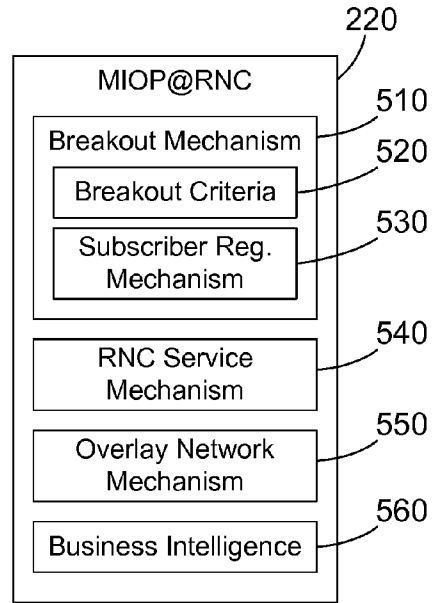 220
MIOP@RNC
510
Breakout Mechanism
520
Breakout Criteria
530
Subscriber Reg.
Mechanism
540
RNC Service
Mechanism
550
Overlay Network
Mechanism
560
Business Intelligence